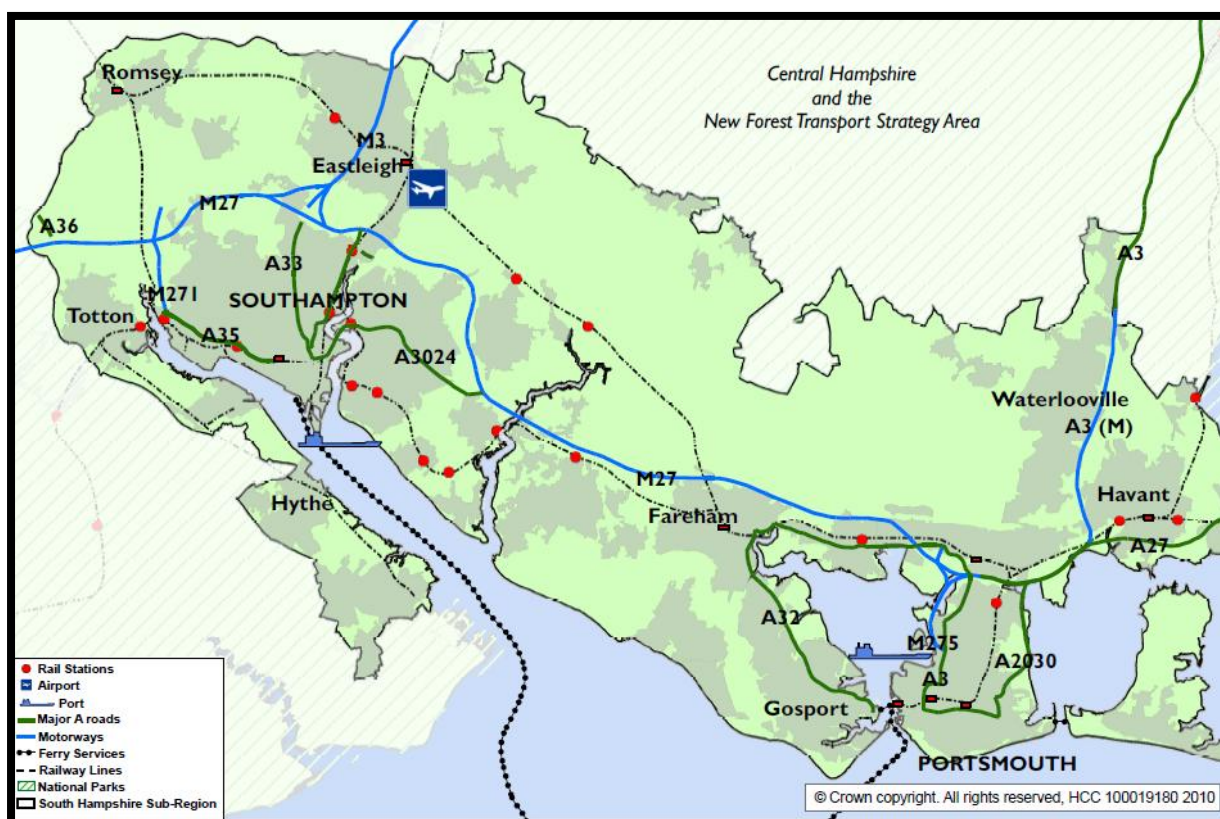 Romsey
Central Hampshire
and the
New Forest Transport Strategy Area
M3
Eastleigh
M27
A36
A33
A3
M271
SOUTHAMPTON
Totton
A35
A3024
Waterlooville
A3 (M)
M27
Hythe
Havant
Fareham
A27
A32
M275
A2030
A3
Gosport
PORTSMOUTH
Rail Stations
Airport
Port
Major A roads
Motorways
Ferry Services
Railway Lines
National Parks
South Hampshire Sub-Region
© Crown copyright. All rights reserved, HCC 100019180 2010